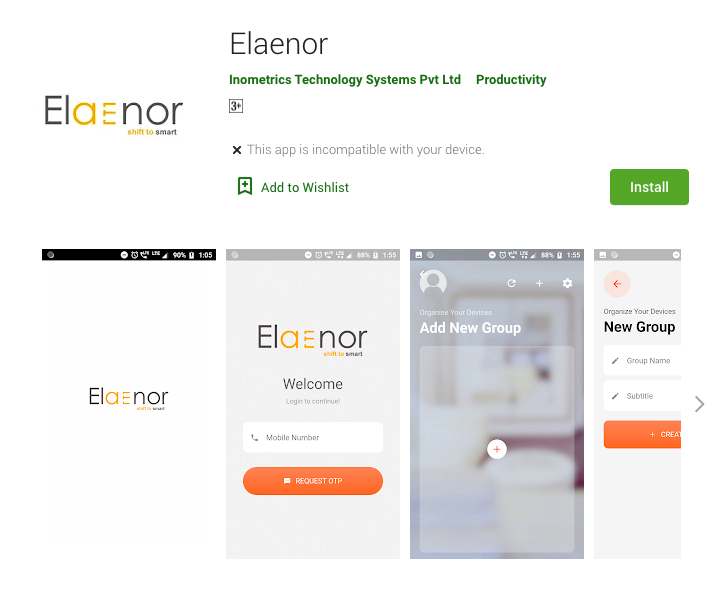 Elaenor
Inometrics Technology Systems Pvt Ltd Productivity
3+
Elaenor
shift to smart
This app is incompatible with your device.
Add to Wishlist
Install
90% 1:05
Elaenor
shift to smart
88% 1:55
Elaenor
shift to smart
Welcome
Login to continue!
Mobile Number
REQUEST OTP
88% 1:55
Organise Your Devices
Add New Group
Organize Your Devices
New Group
Group Name
Subtitle
+ CREAT